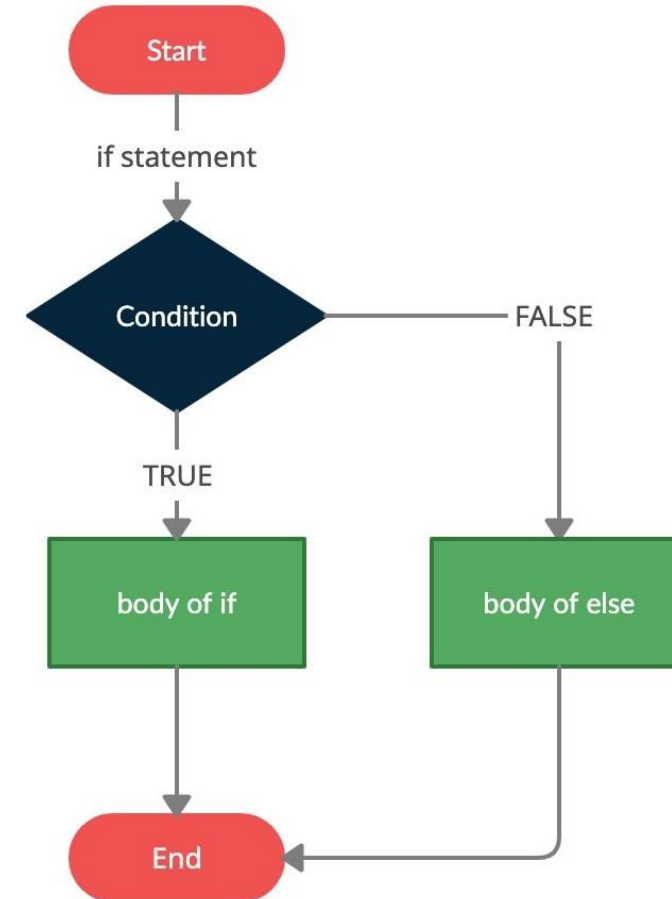 Start
if statement
Condition
FALSE
TRUE
body of if
body of else
End